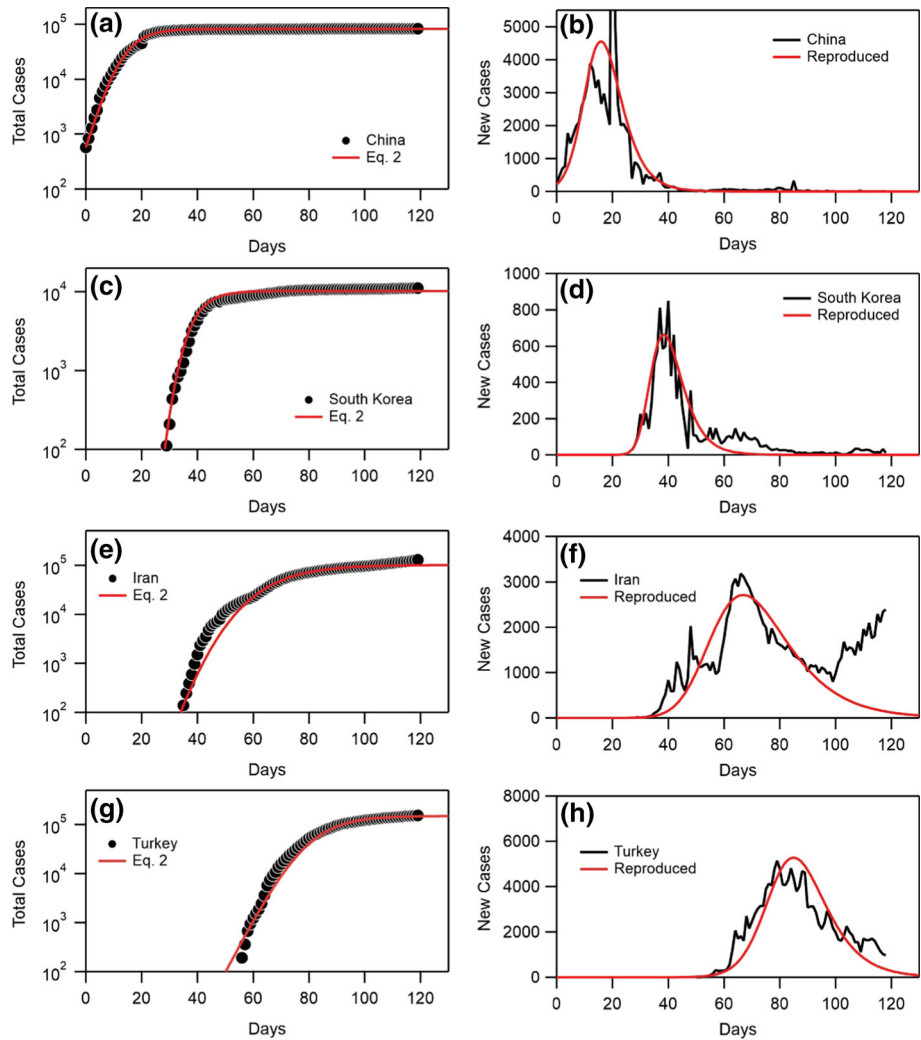 (a)
Total Cases
10^5
10^4
10^3
10^2
China
Eq. 2
0 20 40 60 80 100 120
Days
(b)
New Cases
5000
4000
3000
2000
1000
0
China
Reproduced
0 20 40 60 80 100 120
Days
(c)
Total Cases
10^4
10^3
10^2
South Korea
Eq. 2
0 20 40 60 80 100 120
Days
(d)
New Cases
1000
800
600
400
200
0
South Korea
Reproduced
0 20 40 60 80 100 120
Days
(e)
Total Cases
10^5
10^4
10^3
10^2
Iran
Eq. 2
0 20 40 60 80 100 120
Days
(f)
New Cases
4000
3000
2000
1000
0
Iran
Reproduced
0 20 40 60 80 100 120
Days
(g)
Total Cases
10^5
10^4
10^3
10^2
Turkey
Eq. 2
0 20 40 60 80 100 120
Days
(h)
New Cases
8000
6000
4000
2000
0
Turkey
Reproduced
0 20 40 60 80 100 120
Days